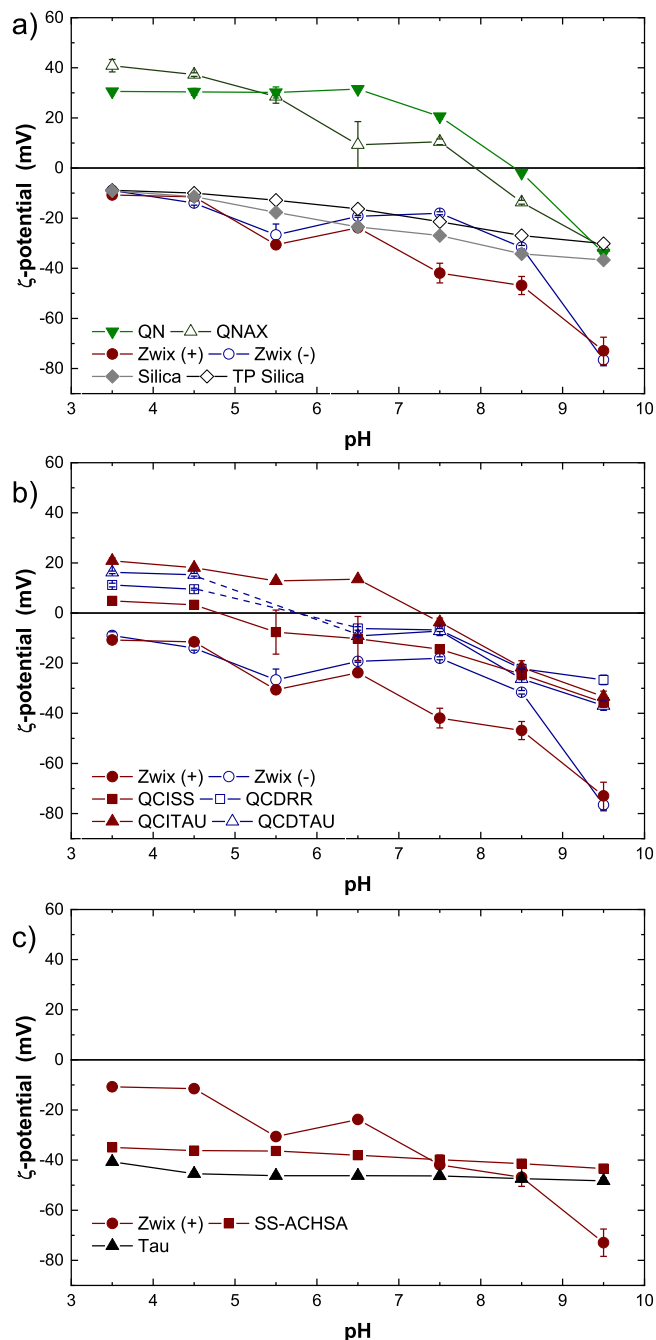 a)
60
40
20
0
-20
-40
-60
-80
ζ-potential (mV)
QN QNAX
Zwix (+) Zwix (-)
Silica TP Silica
3 4 5 6 7 8 9 10
pH
b)
60
40
20
0
-20
-40
-60
-80
ζ-potential (mV)
Zwix (+) Zwix (-)
QCISS QCDRR
QCITAU QCDTAU
3 4 5 6 7 8 9 10
pH
c)
60
40
20
0
-20
-40
-60
-80
ζ-potential (mV)
Zwix (+) SS-ACHSA
Tau
3 4 5 6 7 8 9 10
pH